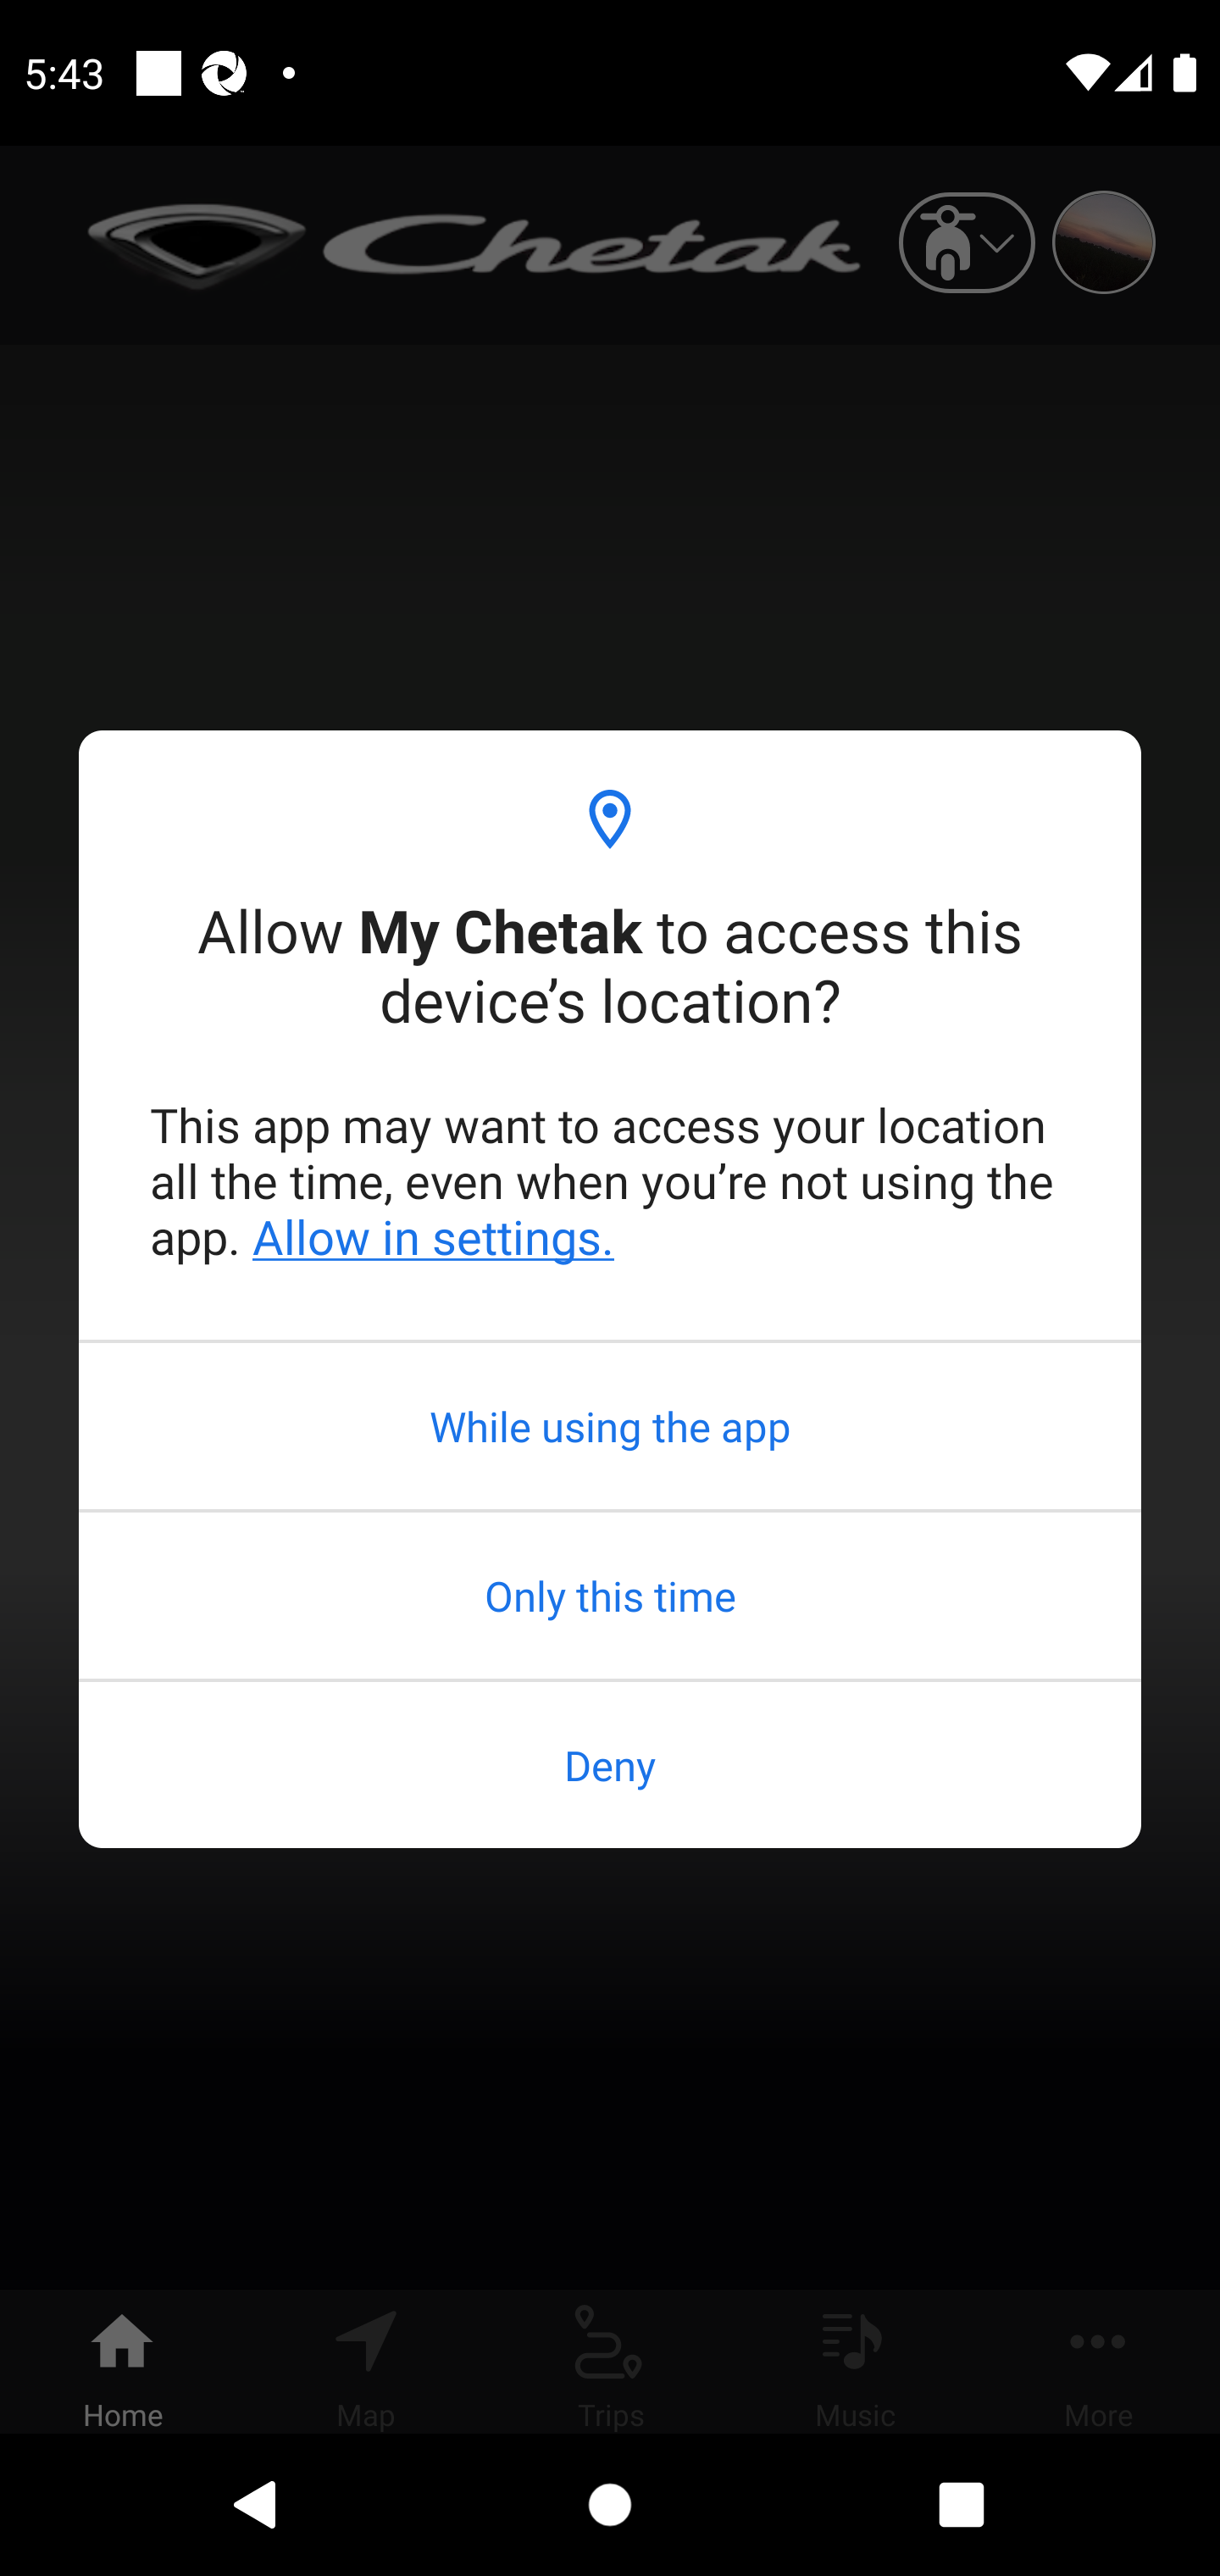 5:43
Chetak
Allow My Chetak to access this
device’s location?
This app may want to access your location
all the time, even when you’re not using the
app. Allow in settings.
While using the app
Only this time
Deny
Home
Map
Trips
Music
More